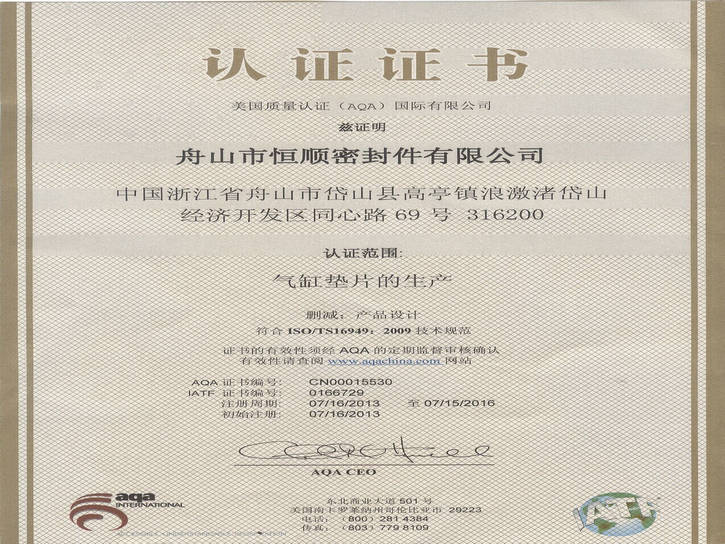 认证证书
美国质量认证（AQA）国际有限公司
兹证明
舟山市恒顺密封件有限公司
中国浙江省舟山市岱山县高亭镇浪激渚岱山
经济开发区同心路 69 号 316200
认证范围:
气缸垫片的生产
删减：产品设计
符合 ISO/TS16949：2009 技术规范
证书的有效性须经 AQA 的定期监督审核确认
有效性请查阅 www.aqachina.com 网站
AQA 证书编号: CN00015530
IATF 证书编号: 0166729
注册周期: 07/16/2013 至 07/15/2016
初始注册: 07/16/2013
AQA CEO
aqa
INTERNATIONAL
东北商业大道 501 号
美国南卡罗莱纳州哥伦比亚市 29223
电话：（800）281 4384
传真：（803）779 8109
IATF